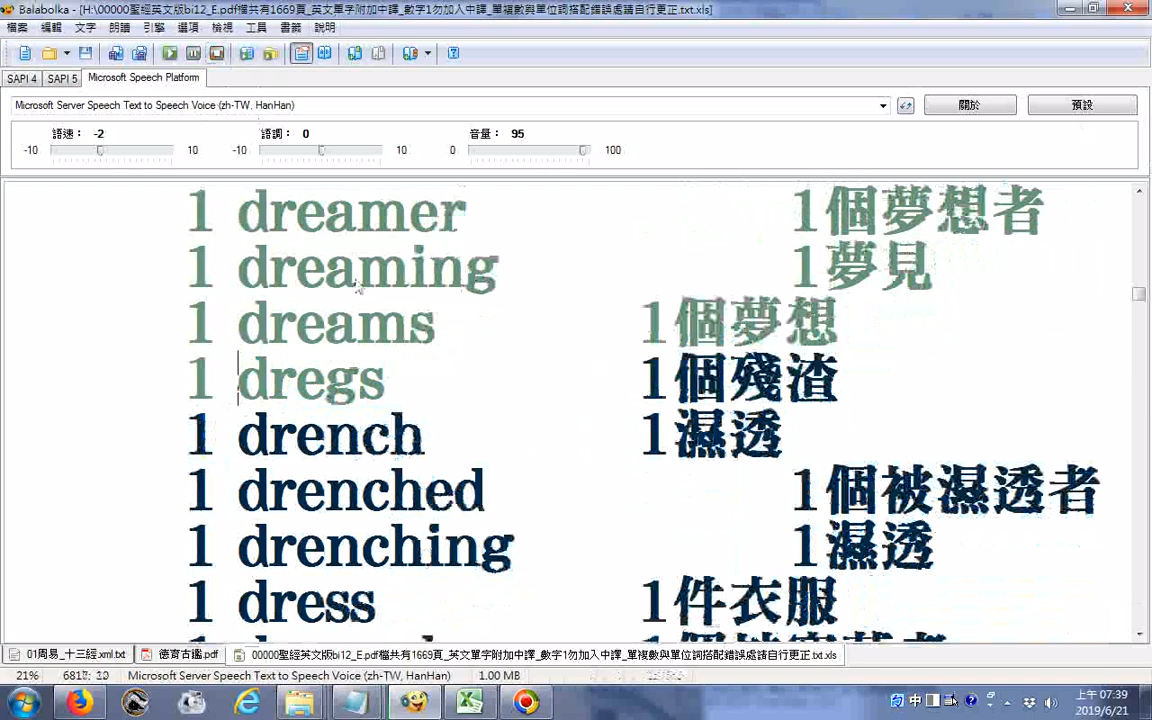 Balabolka - [H:\00000聖經英文版bi12_E.pdf檔共有1669頁_英文單字附加中譯_數字1勿加入中譯_單複數與單位詞搭配錯誤處請自行更正.txt.xls]
檔案 編輯 文字 朗讀 引擎 選項 檢視 工具 書籤 說明
SAPI 4 SAPI 5 Microsoft Speech Platform
Microsoft Server Speech Text to Speech Voice (zh-TW, HanHan) 關於 預設
語速： -2 語調： 0 音量： 95
-10 10 -10 10 0 100
1 dreamer 1個夢想者
1 dreaming 1夢見
1 dreams 1個夢想
1 dregs 1個殘渣
1 drench 1濕透
1 drenched 1個被濕透者
1 drenching 1濕透
1 dress 1件衣服
01周易_十三經.xml.txt 德育古鑑.pdf 00000聖經英文版bi12_E.pdf檔共有1669頁_英文單字附加中譯_數字1勿加入中譯_單複數與單位詞搭配錯誤處請自行更正.txt.xls
21% Microsoft Server Speech Text to Speech Voice (zh-TW, HanHan) 1.00 MB
中 上午 07:39
2019/6/21